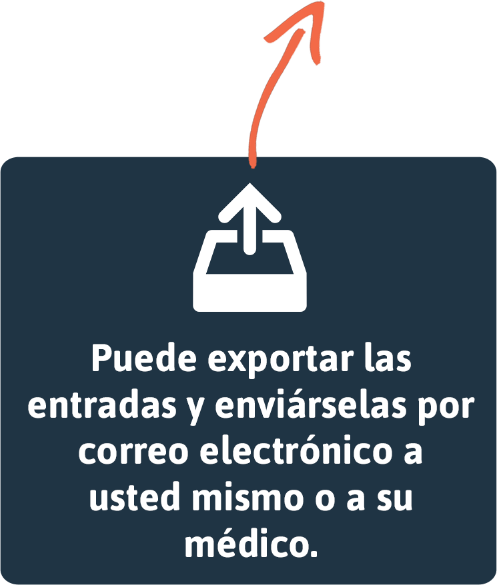 Puede exportar las
entradas y enviárselas por
correo electrónico a
usted mismo o a su
médico.